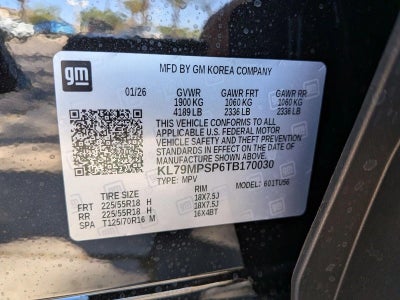 gm
MFD BY GM KOREA COMPANY
01/26 GVWR GAWR FRT GAWR RR
1900 KG 1060 KG 1060 KG
4189 LB 2336 LB 2336 LB
THIS VEHICLE CONFORMS TO ALL
APPLICABLE U.S. FEDERAL MOTOR
VEHICLE SAFETY AND THEFT PREVENTION
STANDARDS IN EFFECT ON THE DATE
OF MANUFACTURE SHOWN ABOVE.
KL79MPSP6TB170030
TYPE: MPV MODEL: 601TU56
TIRE SIZE RIM
FRT 225/55R18 H 18X7.5J
RR 225/55R18 H 18X7.5J
SPA T125/70R16 M 16X4BT